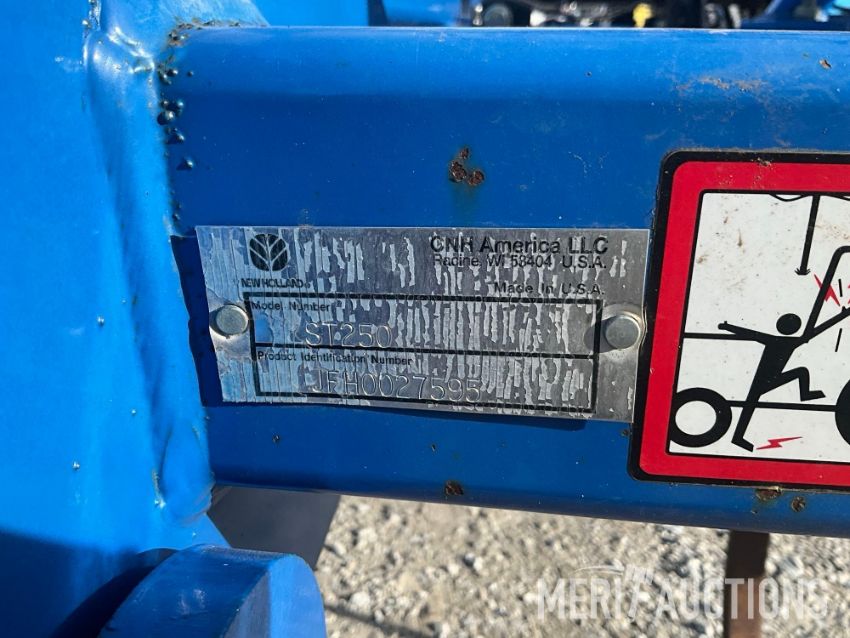 CNH America LLC
Racine, WI 53404 U.S.A.
NEW HOLLAND
Made In U.S.A.
Model Number
ST250
Product Identification Number
JFH0027595
MERIT AUCTIONS